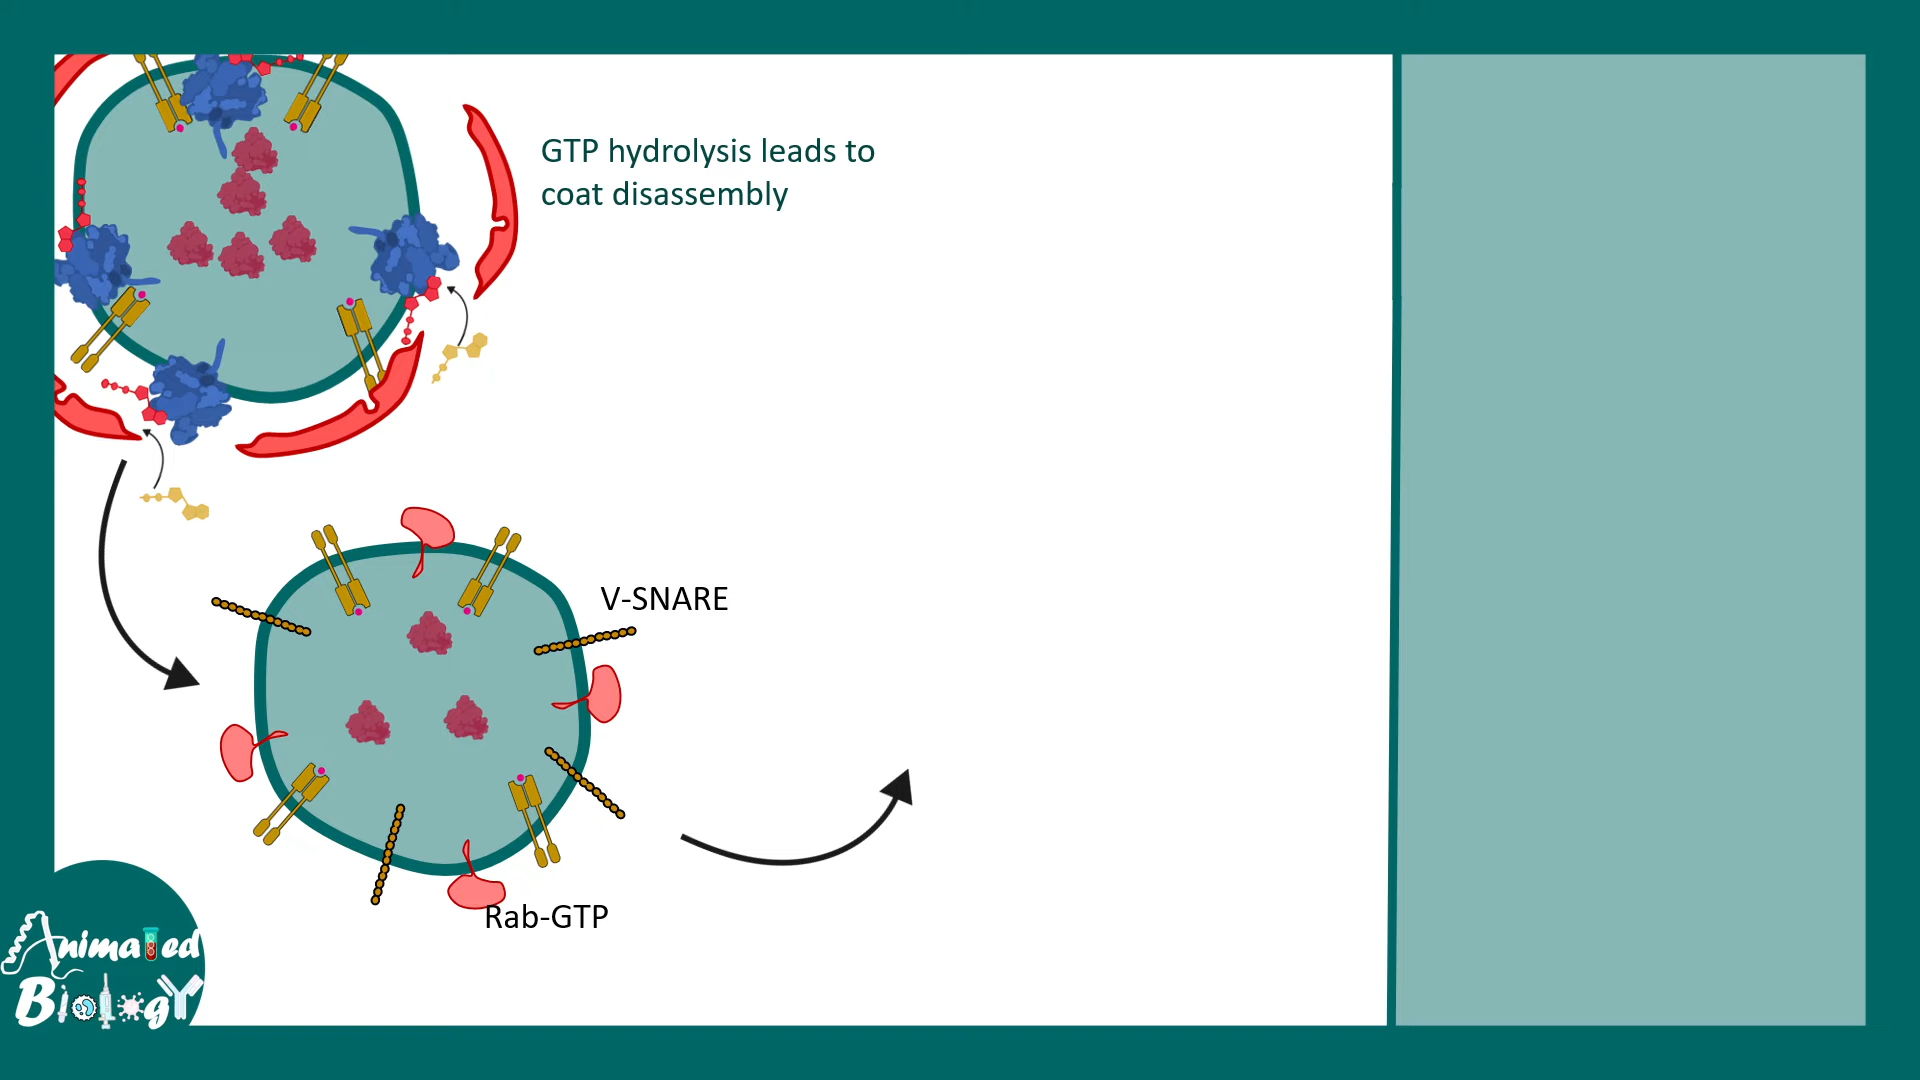 GTP hydrolysis leads to
coat disassembly
V-SNARE
Rab-GTP
Animated
Biology